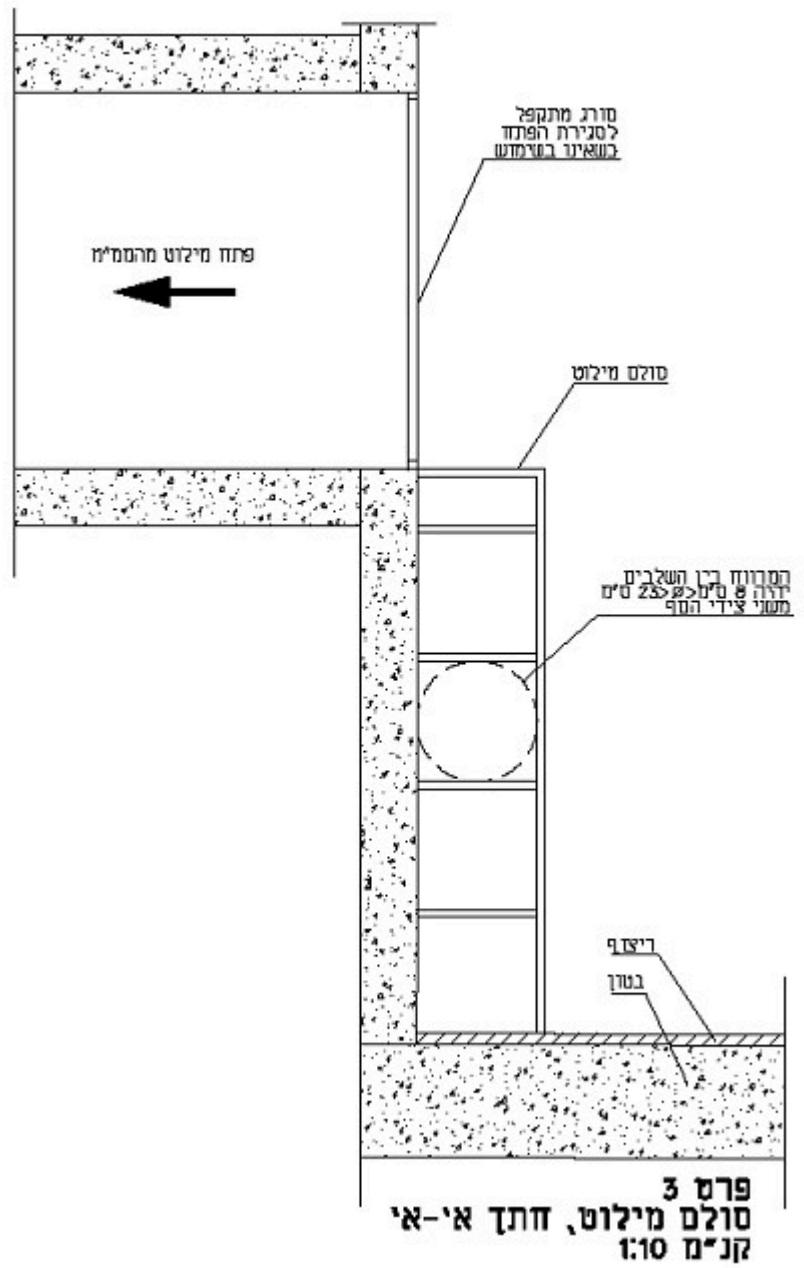 סורג מתקפל
לסגירת הפתח
כשאינו בשימוש
פתח מילוט מהממ"מ
סולם מילוט
המרווח בין השלבים
יהיה 8 ס"מ<ø<23 ס"מ
משני צידי הסף
ריצוף
בטון
פרט 3
סולם מילוט, חתך אי-אי
קנ"מ 1:10